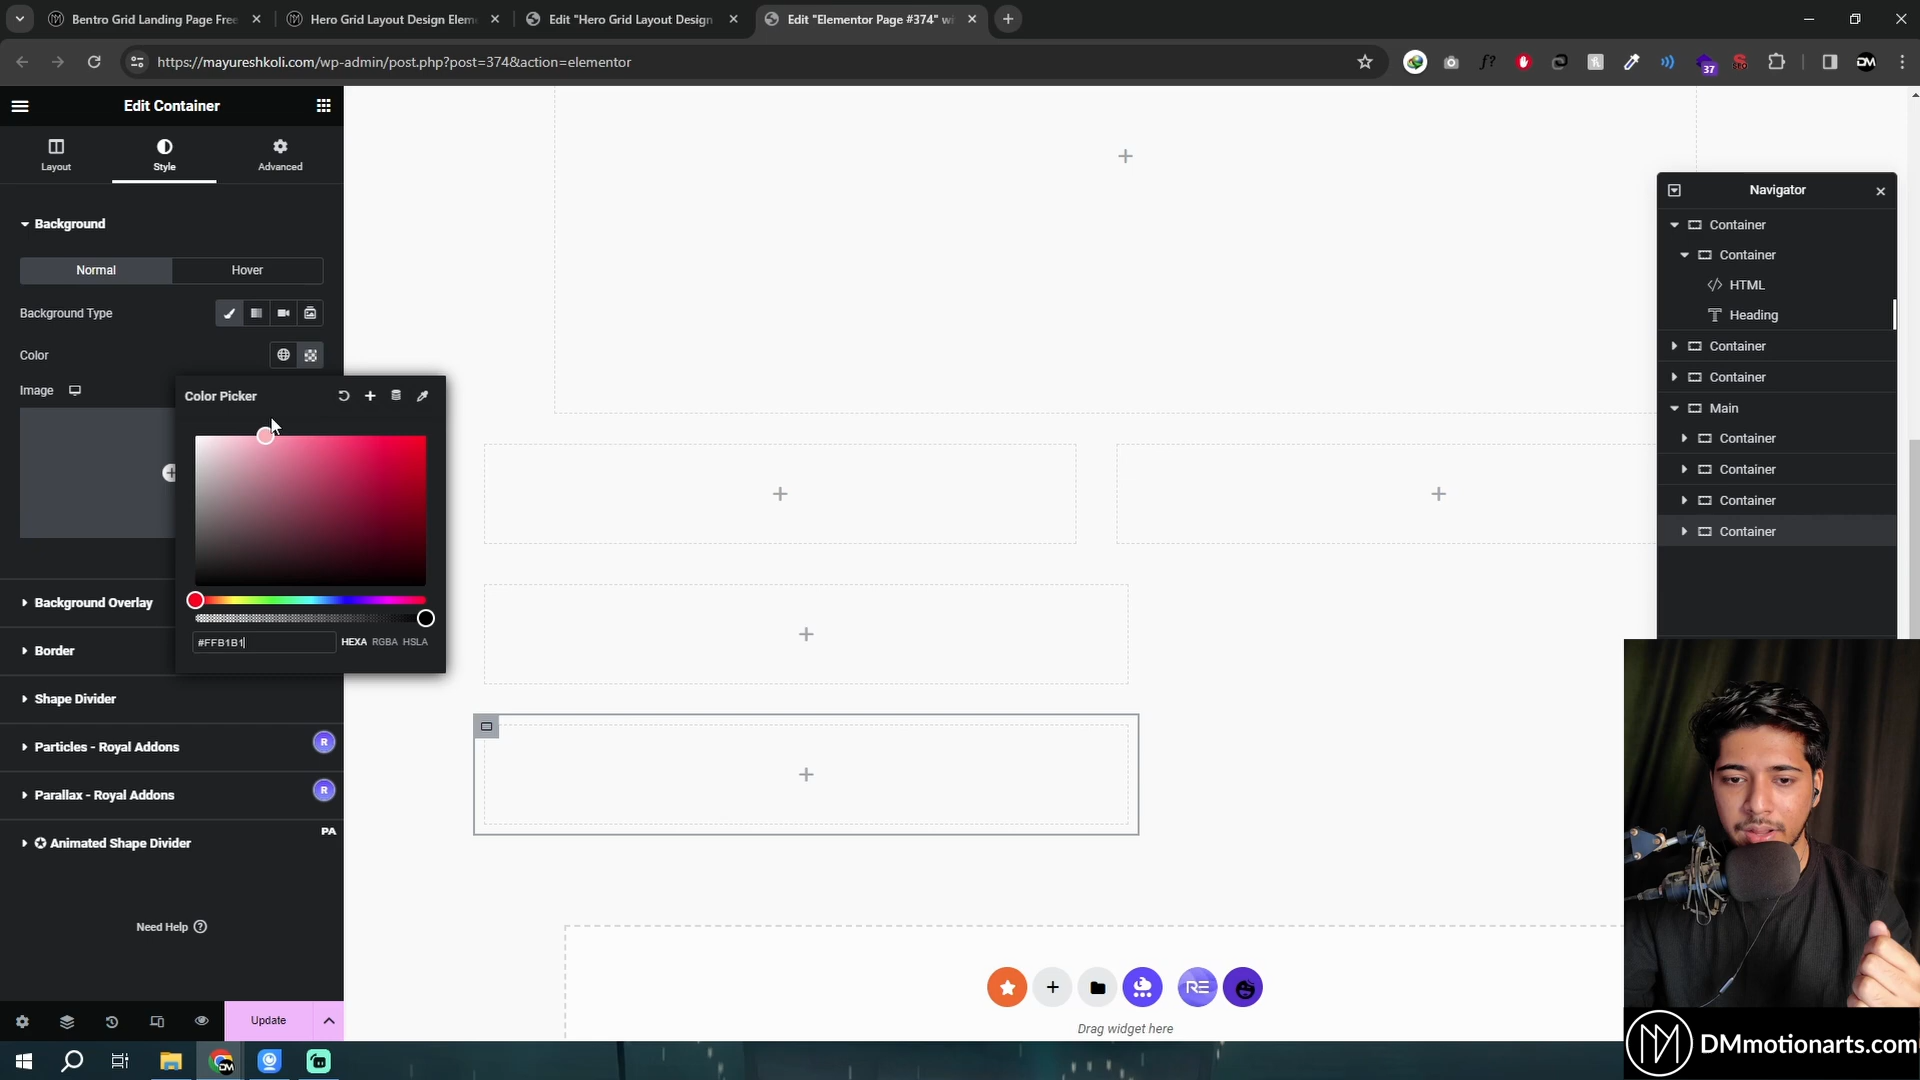 Bentro Grid Landing Page Free
Hero Grid Layout Design Eleme
Edit "Hero Grid Layout Design
Edit "Elementor Page #374" wi
https://mayureshkoli.com/wp-admin/post.php?post=374&action=elementor
37
Edit Container
Layout
Style
Advanced
Background
Normal
Hover
Background Type
Color
Image
Color Picker
#FFB1B1
HEXA
RGBA
HSLA
Background Overlay
Border
Shape Divider
Particles - Royal Addons
R
Parallax - Royal Addons
R
PA
Animated Shape Divider
Need Help
Update
Navigator
Container
Container
HTML
Heading
Container
Container
Main
Container
Container
Container
Container
RE
Drag widget here
DMmotionarts.com